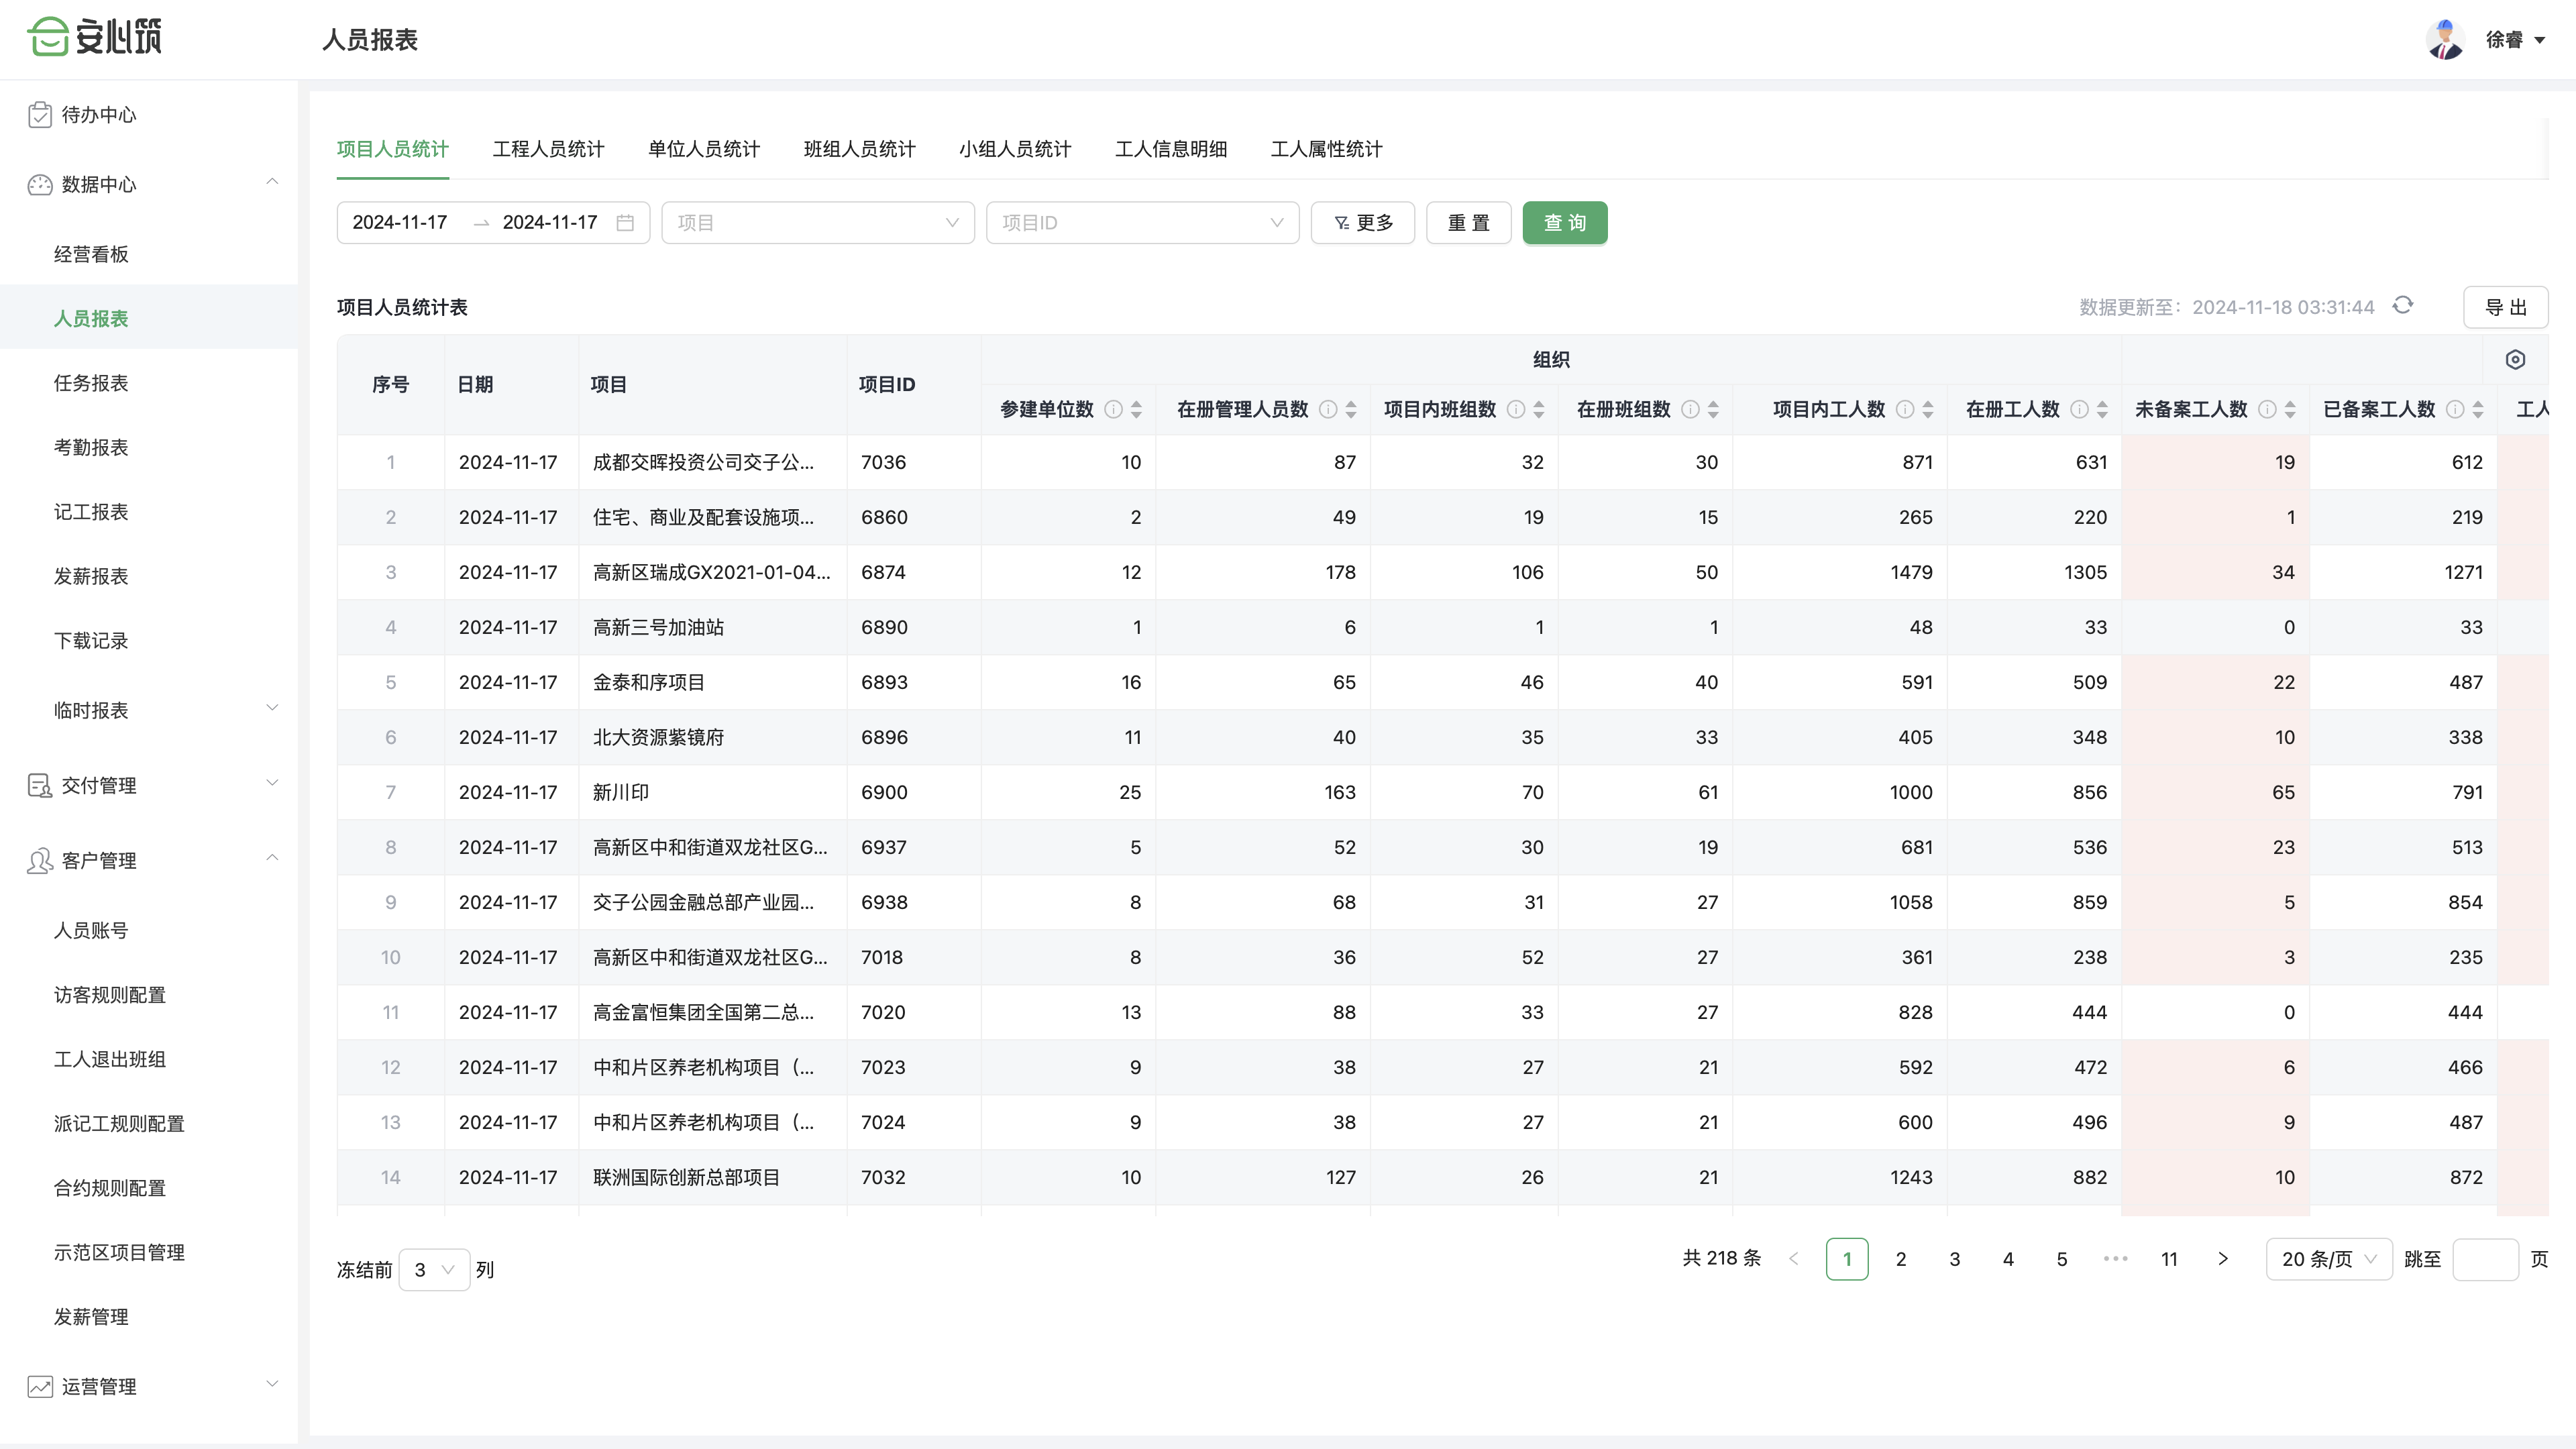 安心筑
人员报表
徐睿
待办中心
数据中心
经营看板
人员报表
任务报表
考勤报表
记工报表
发薪报表
下载记录
临时报表
交付管理
客户管理
人员账号
访客规则配置
工人退出班组
派记工规则配置
合约规则配置
示范区项目管理
发薪管理
运营管理
项目人员统计 工程人员统计 单位人员统计 班组人员统计 小组人员统计 工人信息明细 工人属性统计
2024-11-17 2024-11-17 项目 项目ID 更多 重置 查询
项目人员统计表 数据更新至：2024-11-18 03:31:44 导出
组织
序号 日期 项目 项目ID
参建单位数 在册管理人员数 项目内班组数 在册班组数 项目内工人数 在册工人数 未备案工人数 已备案工人数 工人
1 2024-11-17 成都交晖投资公司交子公... 7036 10 87 32 30 871 631 19 612
2 2024-11-17 住宅、商业及配套设施项... 6860 2 49 19 15 265 220 1 219
3 2024-11-17 高新区瑞成GX2021-01-04... 6874 12 178 106 50 1479 1305 34 1271
4 2024-11-17 高新三号加油站 6890 1 6 1 1 48 33 0 33
5 2024-11-17 金泰和序项目 6893 16 65 46 40 591 509 22 487
6 2024-11-17 北大资源紫镜府 6896 11 40 35 33 405 348 10 338
7 2024-11-17 新川印 6900 25 163 70 61 1000 856 65 791
8 2024-11-17 高新区中和街道双龙社区G... 6937 5 52 30 19 681 536 23 513
9 2024-11-17 交子公园金融总部产业园... 6938 8 68 31 27 1058 859 5 854
10 2024-11-17 高新区中和街道双龙社区G... 7018 8 36 52 27 361 238 3 235
11 2024-11-17 高金富恒集团全国第二总... 7020 13 88 33 27 828 444 0 444
12 2024-11-17 中和片区养老机构项目（... 7023 9 38 27 21 592 472 6 466
13 2024-11-17 中和片区养老机构项目（... 7024 9 38 27 21 600 496 9 487
14 2024-11-17 联洲国际创新总部项目 7032 10 127 26 21 1243 882 10 872
冻结前 3 列
共 218 条 < 1 2 3 4 5 ••• 11 > 20 条/页 跳至 页